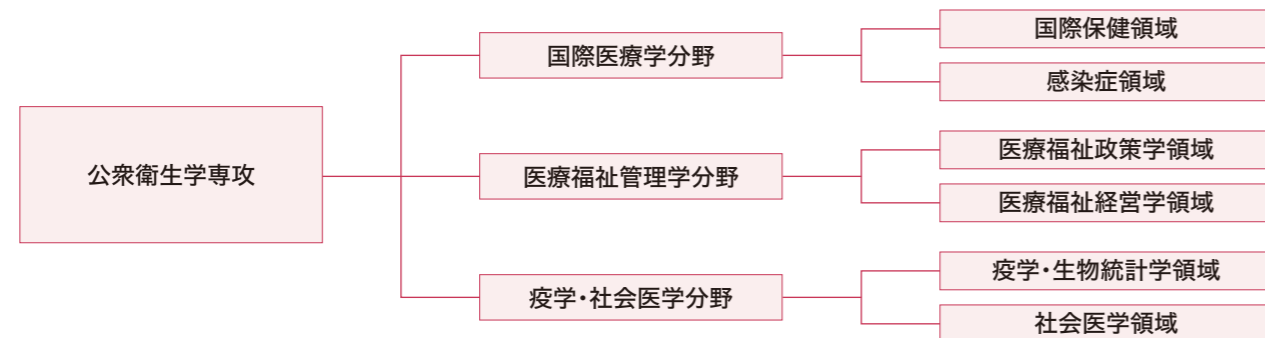 公衆衛生学専攻
国際医療学分野
国際保健領域
感染症領域
医療福祉管理学分野
医療福祉政策学領域
医療福祉経営学領域
疫学・社会医学分野
疫学・生物統計学領域
社会医学領域